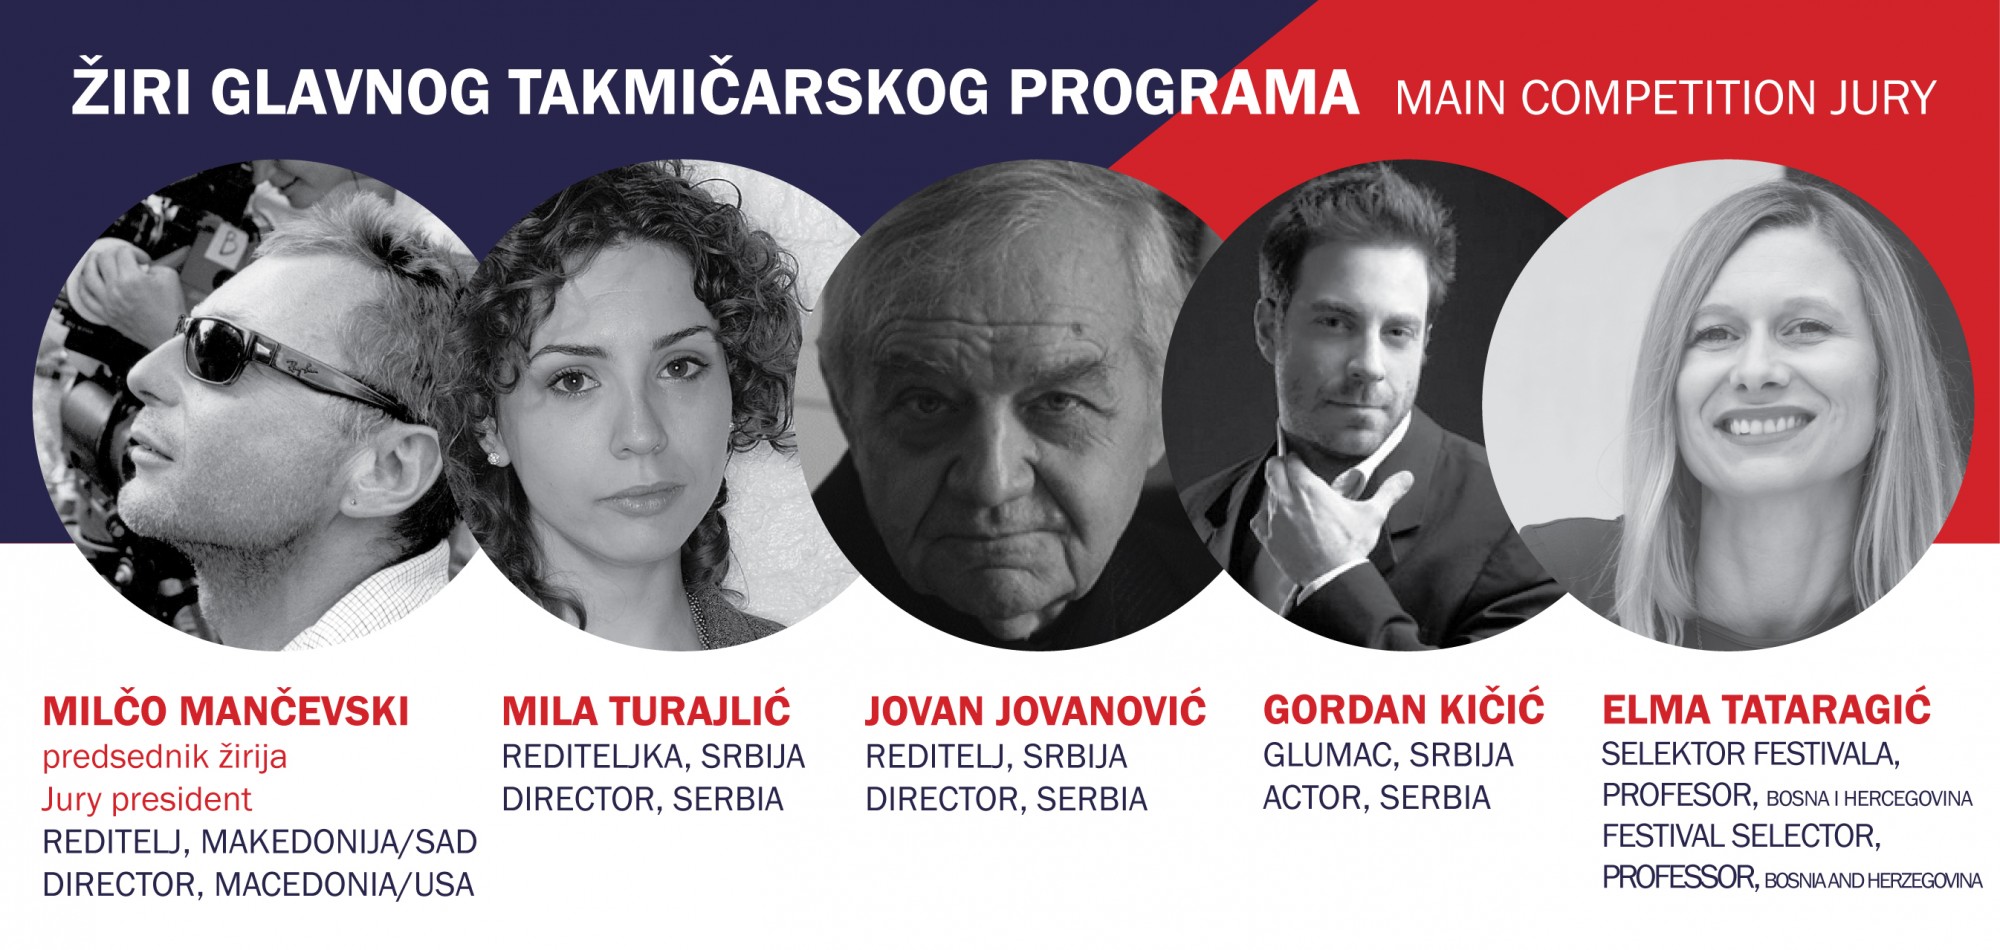 ŽIRI GLAVNOG TAKMIČARSKOG PROGRAMA MAIN COMPETITION JURY
B
Ray-Ban
MILČO MANČEVSKI
predsednik žirija
Jury president
REDITELJ, MAKEDONIJA/SAD
DIRECTOR, MACEDONIA/USA
MILA TURAJLIĆ
REDITELJKA, SRBIJA
DIRECTOR, SERBIA
JOVAN JOVANOVIĆ
REDITELJ, SRBIJA
DIRECTOR, SERBIA
GORDAN KIČIĆ
GLUMAC, SRBIJA
ACTOR, SERBIA
ELMA TATARAGIĆ
SELEKTOR FESTIVALA,
PROFESOR, BOSNA I HERCEGOVINA
FESTIVAL SELECTOR,
PROFESSOR, BOSNIA AND HERZEGOVINA